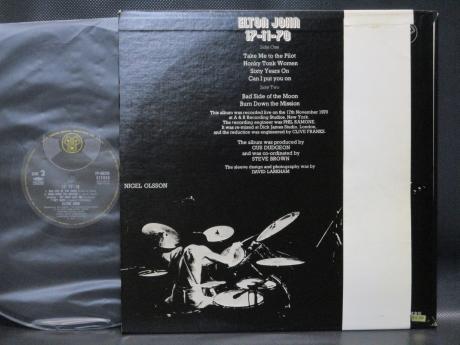 ELTON JOHN
17-11-70
Side One
Take Me to the Pilot
Honky Tonk Women
Sixty Years On
Can I put you on
Side Two
Bad Side of the Moon
Burn Down the Mission
This album was recorded live on the 17th November 1970
at A & R Recording Studios, New York.
The recording engineer was PHIL RAMONE.
It was re-mixed at Dick James Studio, London,
and the reduction was engineered by CLIVE FRANKS.
The album was produced by
GUS DUDGEON
and was co-ordinated by
STEVE BROWN
The sleeve design and photography was by
DAVID LARKHAM
NIGEL OLSSON